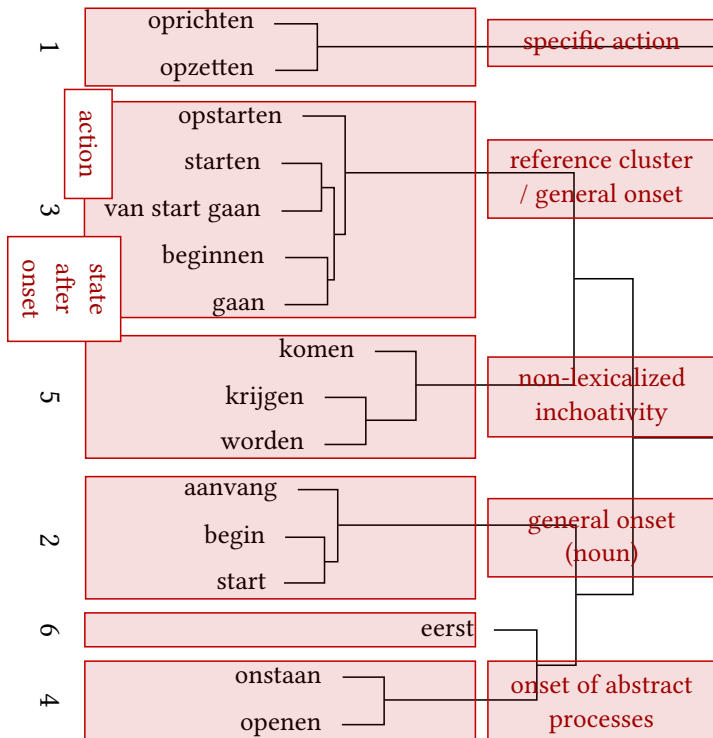 oprichten
1
specific action
opzetten
opstarten
action
starten
reference cluster
/ general onset
3
van start gaan
beginnen
state
after
onset
gaan
komen
5
krijgen
non-lexicalized
inchoativity
worden
aanvang
2
begin
general onset
(noun)
start
6
eerst
onstaan
4
onset of abstract
processes
openen